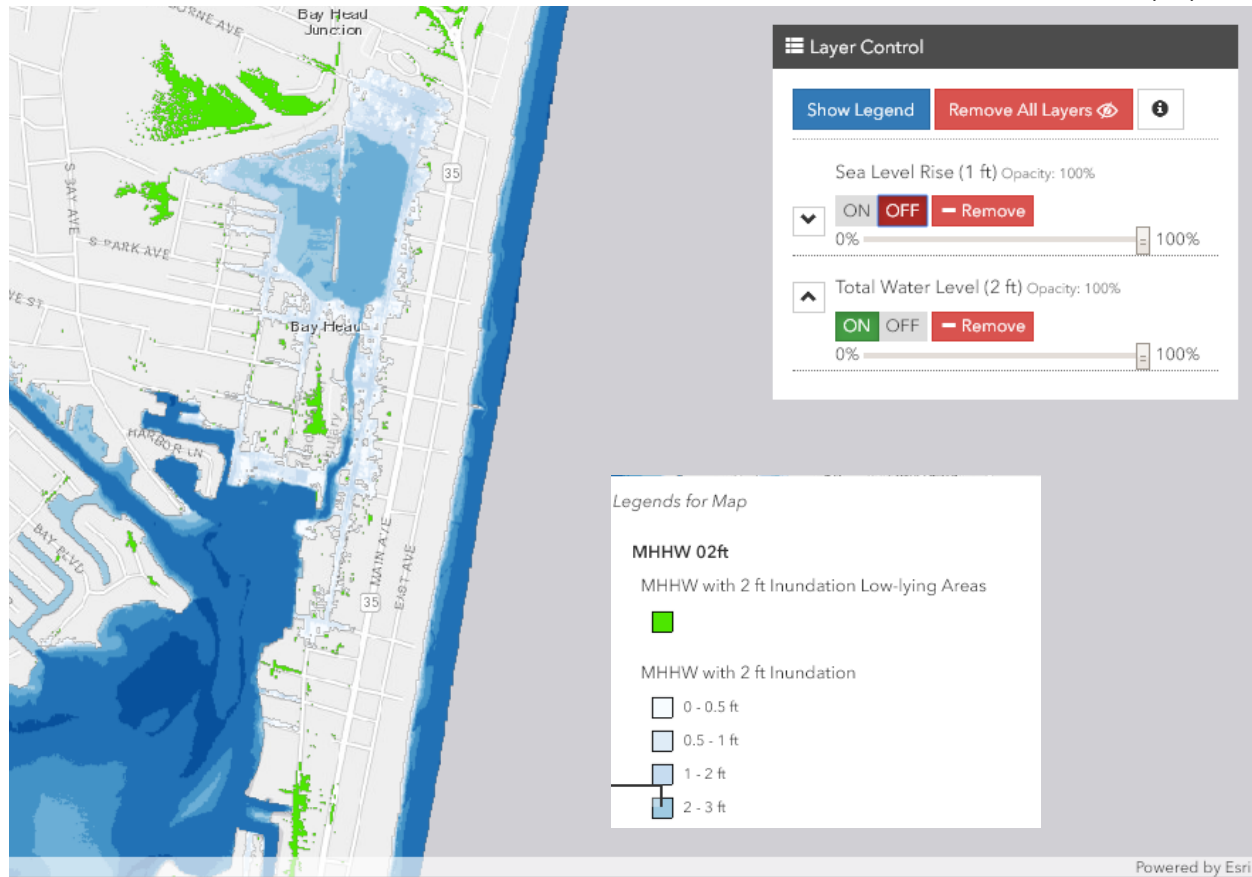 Bay Head
Junction
S BAY AVE
S PARK AVE
35
Bay Head
HARBOR LN
BAY BLVD
MAIN AVE
EAST AVE
35
Layer Control
Show Legend
Remove All Layers
Sea Level Rise (1 ft) Opacity: 100%
ON OFF Remove
0% 100%
Total Water Level (2 ft) Opacity: 100%
ON OFF Remove
0% 100%
Legends for Map
MHHW 02ft
MHHW with 2 ft Inundation Low-lying Areas
MHHW with 2 ft Inundation
0 - 0.5 ft
0.5 - 1 ft
1 - 2 ft
2 - 3 ft
Powered by Esri